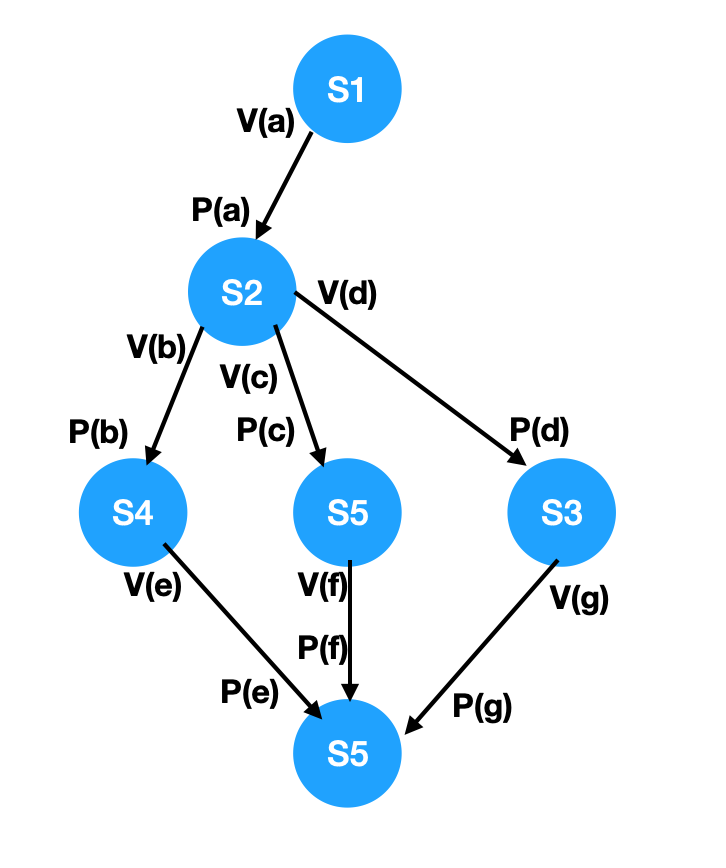 S1
V(a)
P(a)
S2
V(d)
V(b)
V(c)
P(b)
P(c)
P(d)
S4
S5
S3
V(e)
V(f)
V(g)
P(f)
P(e)
P(g)
S5